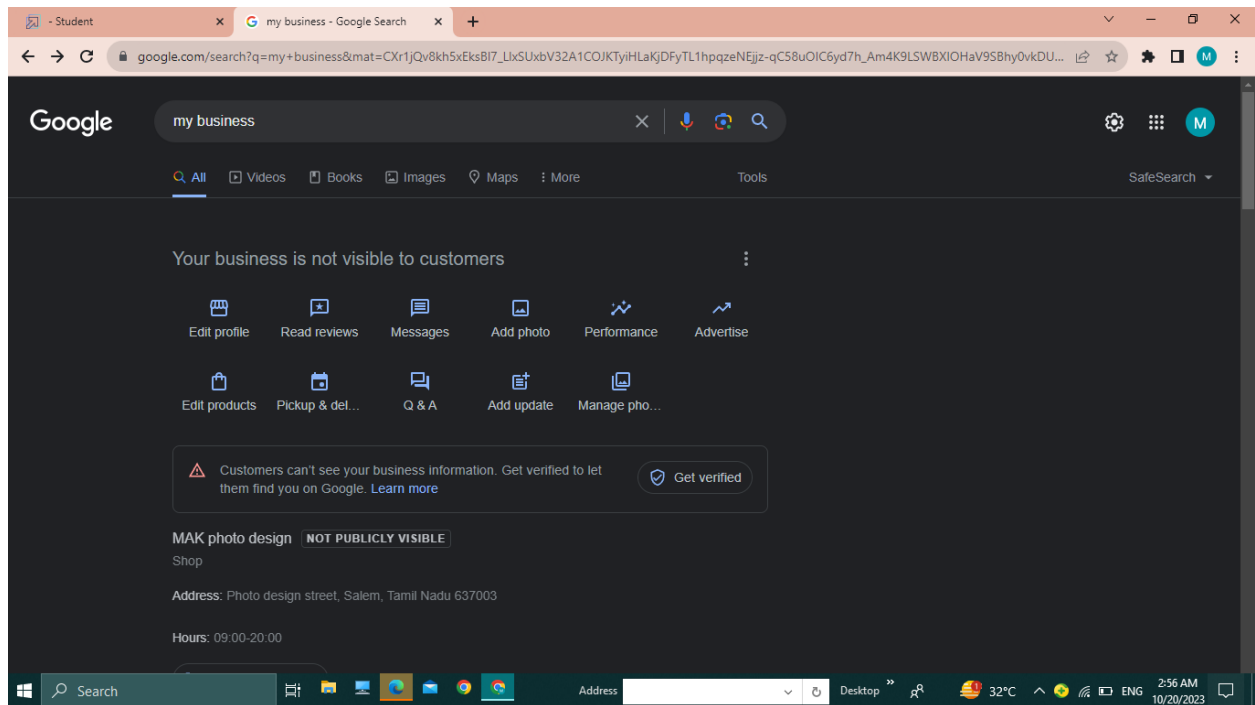 - Student
my business - Google Search
google.com/search?q=my+business&mat=CXr1jQv8kh5xEksBl7_LlxSUxbV32A1COJKTyiHLaKjDFyTL1hpqzeNEjjz-qC58uOIC6yd7h_Am4K9LSWBXIOHaV9SBhy0vkDU...
M
Google
my business
M
All Videos Books Images Maps More Tools SafeSearch
Your business is not visible to customers
Edit profile Read reviews Messages Add photo Performance Advertise
Edit products Pickup & del... Q & A Add update Manage pho...
Customers can't see your business information. Get verified to let
them find you on Google. Learn more
Get verified
MAK photo design NOT PUBLICLY VISIBLE
Shop
Address: Photo design street, Salem, Tamil Nadu 637003
Hours: 09:00-20:00
Search
Address
Desktop
32°C
ENG
2:56 AM
10/20/2023